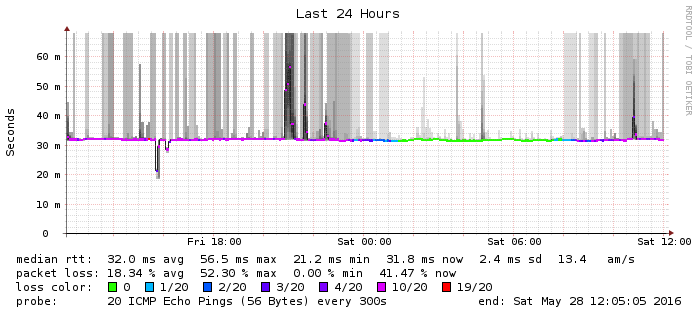 Last 24 Hours
RRDTOOL / TOBI OETIKER
Seconds
60 m
50 m
40 m
30 m
20 m
10 m
0
Fri 18:00 Sat 00:00 Sat 06:00 Sat 12:00
median rtt: 32.0 ms avg 56.5 ms max 21.2 ms min 31.8 ms now 2.4 ms sd 13.4 am/s
packet loss: 18.34 % avg 52.30 % max 0.00 % min 41.47 % now
loss color: 0 1/20 2/20 3/20 4/20 10/20 19/20
probe: 20 ICMP Echo Pings (56 Bytes) every 300s end: Sat May 28 12:05:05 2016